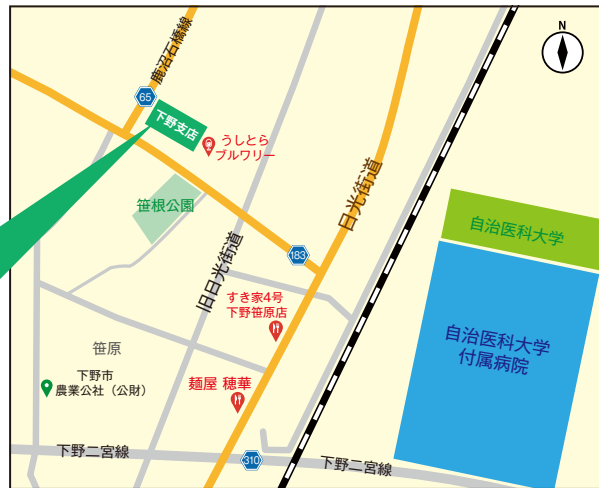 N
鹿沼石橋線
65
下野支店
うしとら
ブルワリー
笹根公園
日光街道
旧日光街道
183
自治医科大学
すき家4号
下野笹原店
自治医科大学
付属病院
笹原
下野市
農業公社（公財）
麺屋 穂華
下野二宮線
310
下野二宮線